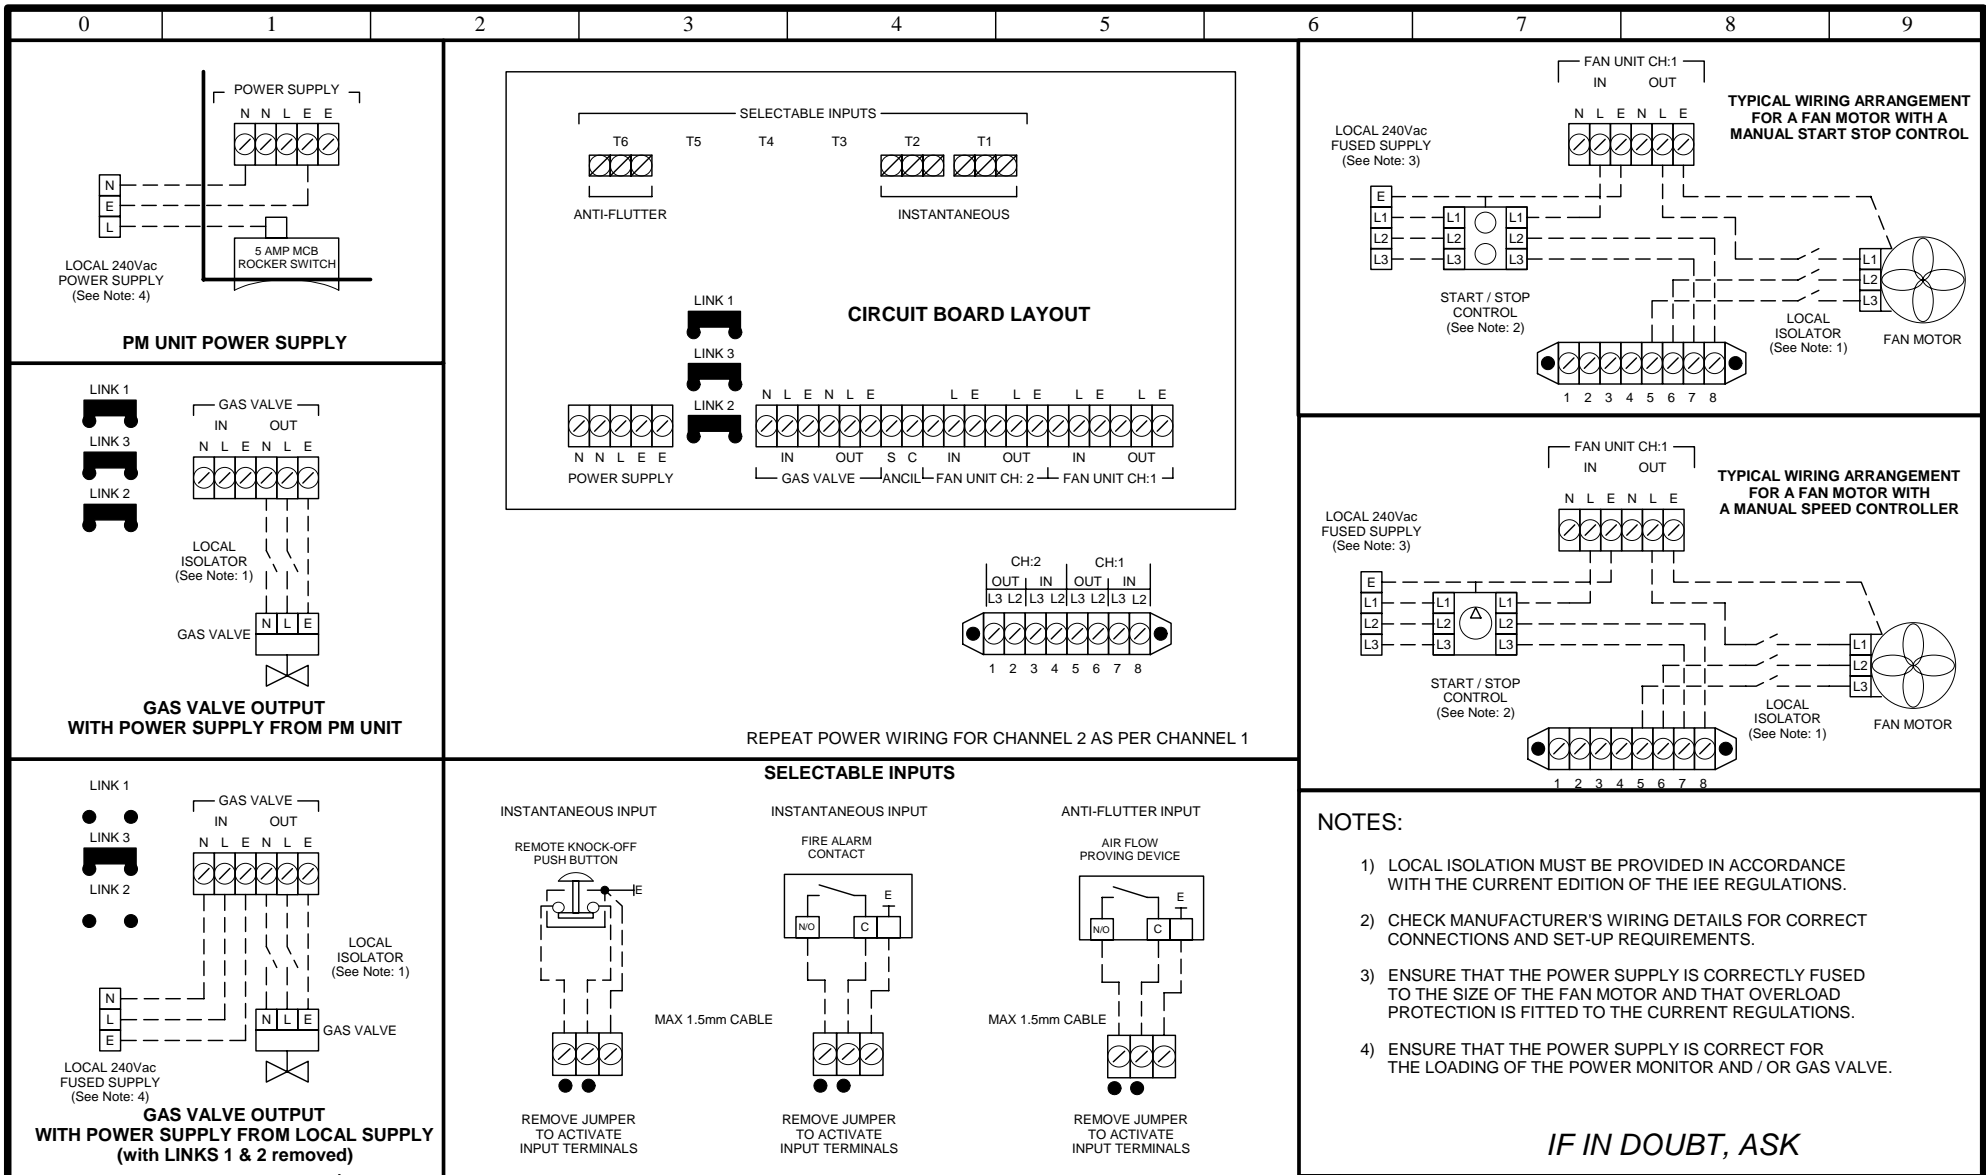 0 1 2 3 4 5 6 7 8 9
POWER SUPPLY
N N L E E
N
E
L
5 AMP MCB
ROCKER SWITCH
LOCAL 240Vac
POWER SUPPLY
(See Note: 4)
PM UNIT POWER SUPPLY
LINK 1
LINK 3
LINK 2
GAS VALVE
IN OUT
N L E N L E
LOCAL
ISOLATOR
(See Note: 1)
N L E
GAS VALVE
GAS VALVE OUTPUT
WITH POWER SUPPLY FROM PM UNIT
LINK 1
LINK 3
LINK 2
GAS VALVE
IN OUT
N L E N L E
LOCAL
ISOLATOR
(See Note: 1)
N
L
E
N L E
GAS VALVE
LOCAL 240Vac
FUSED SUPPLY
(See Note: 4)
GAS VALVE OUTPUT
WITH POWER SUPPLY FROM LOCAL SUPPLY
(with LINKS 1 & 2 removed)
SELECTABLE INPUTS
T6 T5 T4 T3 T2 T1
ANTI-FLUTTER INSTANTANEOUS
CIRCUIT BOARD LAYOUT
LINK 1
LINK 3
LINK 2
N L E N L E L E L E L E L E
N N L E E IN OUT S C IN OUT IN OUT
POWER SUPPLY GAS VALVE ANCIL FAN UNIT CH: 2 FAN UNIT CH:1
CH:2 CH:1
OUT IN OUT IN
L3 L2 L3 L2 L3 L2 L3 L2
1 2 3 4 5 6 7 8
REPEAT POWER WIRING FOR CHANNEL 2 AS PER CHANNEL 1
SELECTABLE INPUTS
INSTANTANEOUS INPUT
REMOTE KNOCK-OFF
PUSH BUTTON
E
MAX 1.5mm CABLE
REMOVE JUMPER
TO ACTIVATE
INPUT TERMINALS
INSTANTANEOUS INPUT
FIRE ALARM
CONTACT
E
N/O C
REMOVE JUMPER
TO ACTIVATE
INPUT TERMINALS
ANTI-FLUTTER INPUT
AIR FLOW
PROVING DEVICE
E
N/O C
MAX 1.5mm CABLE
REMOVE JUMPER
TO ACTIVATE
INPUT TERMINALS
FAN UNIT CH:1
IN OUT
N L E N L E
TYPICAL WIRING ARRANGEMENT
FOR A FAN MOTOR WITH A
MANUAL START STOP CONTROL
LOCAL 240Vac
FUSED SUPPLY
(See Note: 3)
E
L1 L1 L1
L2 L2 L2
L3 L3 L3
L1
L2
L3
START / STOP
CONTROL
(See Note: 2)
LOCAL
ISOLATOR
(See Note: 1)
FAN MOTOR
1 2 3 4 5 6 7 8
FAN UNIT CH:1
IN OUT
N L E N L E
TYPICAL WIRING ARRANGEMENT
FOR A FAN MOTOR WITH
A MANUAL SPEED CONTROLLER
LOCAL 240Vac
FUSED SUPPLY
(See Note: 3)
E
L1 L1 L1
L2 L2 L2
L3 L3 L3
L1
L2
L3
START / STOP
CONTROL
(See Note: 2)
LOCAL
ISOLATOR
(See Note: 1)
FAN MOTOR
1 2 3 4 5 6 7 8
NOTES:
1) LOCAL ISOLATION MUST BE PROVIDED IN ACCORDANCE
WITH THE CURRENT EDITION OF THE IEE REGULATIONS.
2) CHECK MANUFACTURER'S WIRING DETAILS FOR CORRECT
CONNECTIONS AND SET-UP REQUIREMENTS.
3) ENSURE THAT THE POWER SUPPLY IS CORRECTLY FUSED
TO THE SIZE OF THE FAN MOTOR AND THAT OVERLOAD
PROTECTION IS FITTED TO THE CURRENT REGULATIONS.
4) ENSURE THAT THE POWER SUPPLY IS CORRECT FOR
THE LOADING OF THE POWER MONITOR AND / OR GAS VALVE.
IF IN DOUBT, ASK